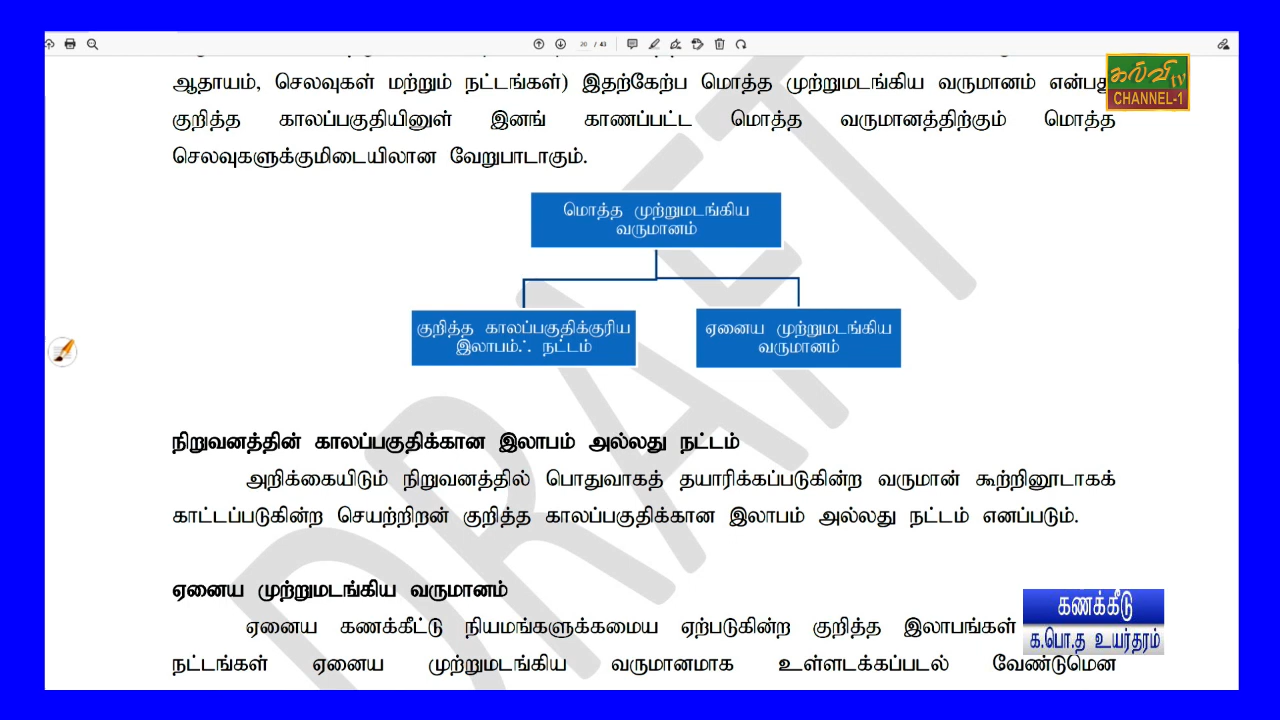 20 / 43
கல்வி TV
CHANNEL-1
ஆதாயம், செலவுகள் மற்றும் நட்டங்கள்) இதற்கேற்ப மொத்த முற்றுமடங்கிய வருமானம்
குறித்த காலப்பகுதியினுள் இனங் காணப்பட்ட மொத்த வருமானத்திற்கும் மொத்த
செலவுகளுக்குமிடையிலான வேறுபாடாகும்.
மொத்த முற்றுமடங்கிய
வருமானம்
குறித்த காலப்பகுதிக்குரிய
இலாபம்ஃ நட்டம்
ஏனைய முற்றுமடங்கிய
வருமானம்
நிறுவனத்தின் காலப்பகுதிக்கான இலாபம் அல்லது நட்டம்
அறிக்கையிடும் நிறுவனத்தில் பொதுவாகத் தயாரிக்கப்படுகின்ற வருமான் கூற்றினூடாகக்
காட்டப்படுகின்ற செயற்றிறன் குறித்த காலப்பகுதிக்கான இலாபம் அல்லது நட்டம் எனப்படும்.
ஏனைய முற்றுமடங்கிய வருமானம்
ஏனைய கணக்கீட்டு நியமங்களுக்கமைய ஏற்படுகின்ற குறித்த இலாபங்கள்
நட்டங்கள் ஏனைய முற்றுமடங்கிய வருமானமாக உள்ளடக்கப்படல் வேண்டுமென
கணக்கீடு
க.பொ.த உயர்தரம்
DRAFT